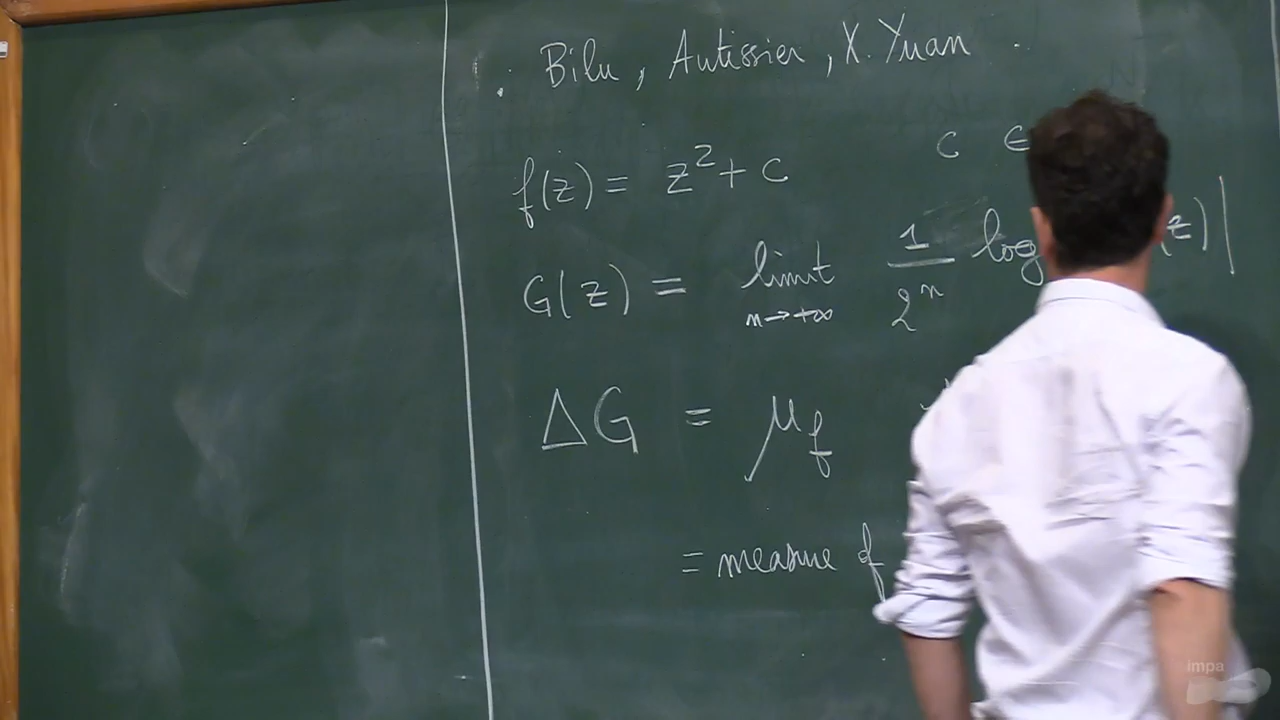 . Bilu, Autissier, X. Yuan.
f(z) = z² + c c ∈
G(z) = limit n→+∞ 1/2ⁿ log (z)|
ΔG = μ_f
= measure of
impa